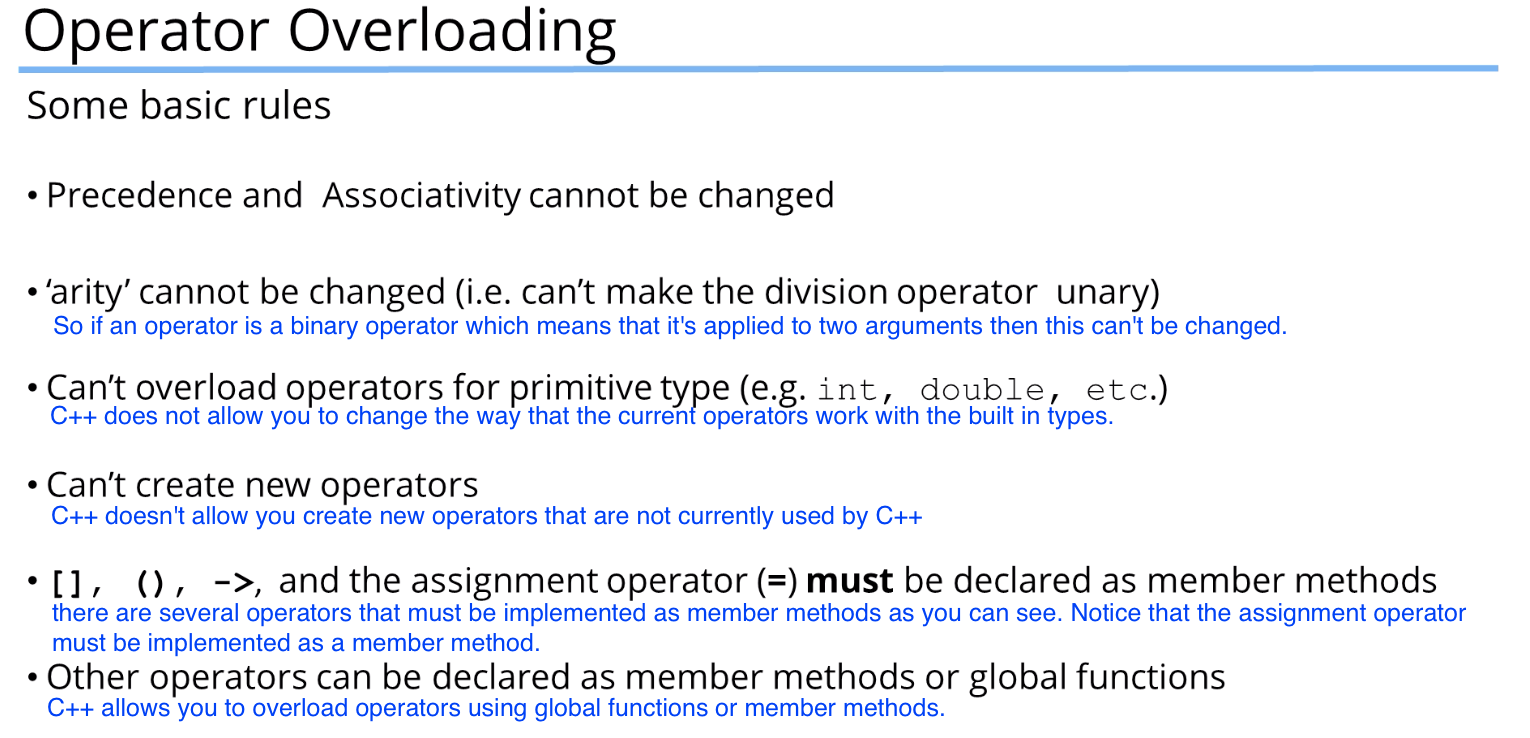 Operator Overloading
Some basic rules
• Precedence and Associativity cannot be changed
• ‘arity’ cannot be changed (i.e. can’t make the division operator unary)
So if an operator is a binary operator which means that it's applied to two arguments then this can't be changed.
• Can’t overload operators for primitive type (e.g. int, double, etc.)
C++ does not allow you to change the way that the current operators work with the built in types.
• Can’t create new operators
C++ doesn't allow you create new operators that are not currently used by C++
• [], (), ->, and the assignment operator (=) must be declared as member methods
there are several operators that must be implemented as member methods as you can see. Notice that the assignment operator
must be implemented as a member method.
• Other operators can be declared as member methods or global functions
C++ allows you to overload operators using global functions or member methods.